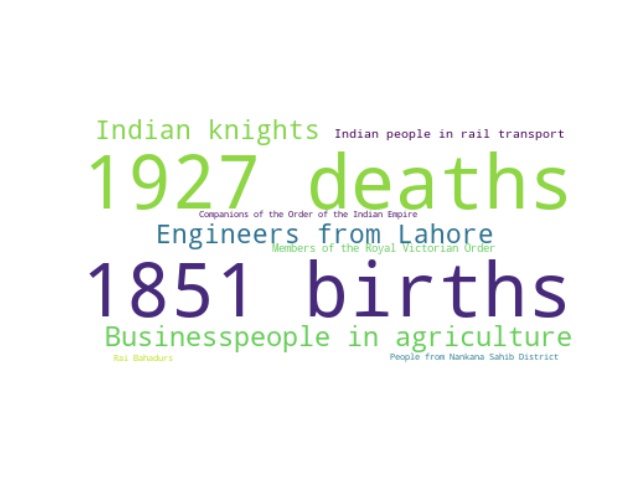 Indian knights
Indian people in rail transport
1927 deaths
Companions of the Order of the Indian Empire
Engineers from Lahore
Members of the Royal Victorian Order
1851 births
Businesspeople in agriculture
Rai Bahadurs
People from Nankana Sahib District